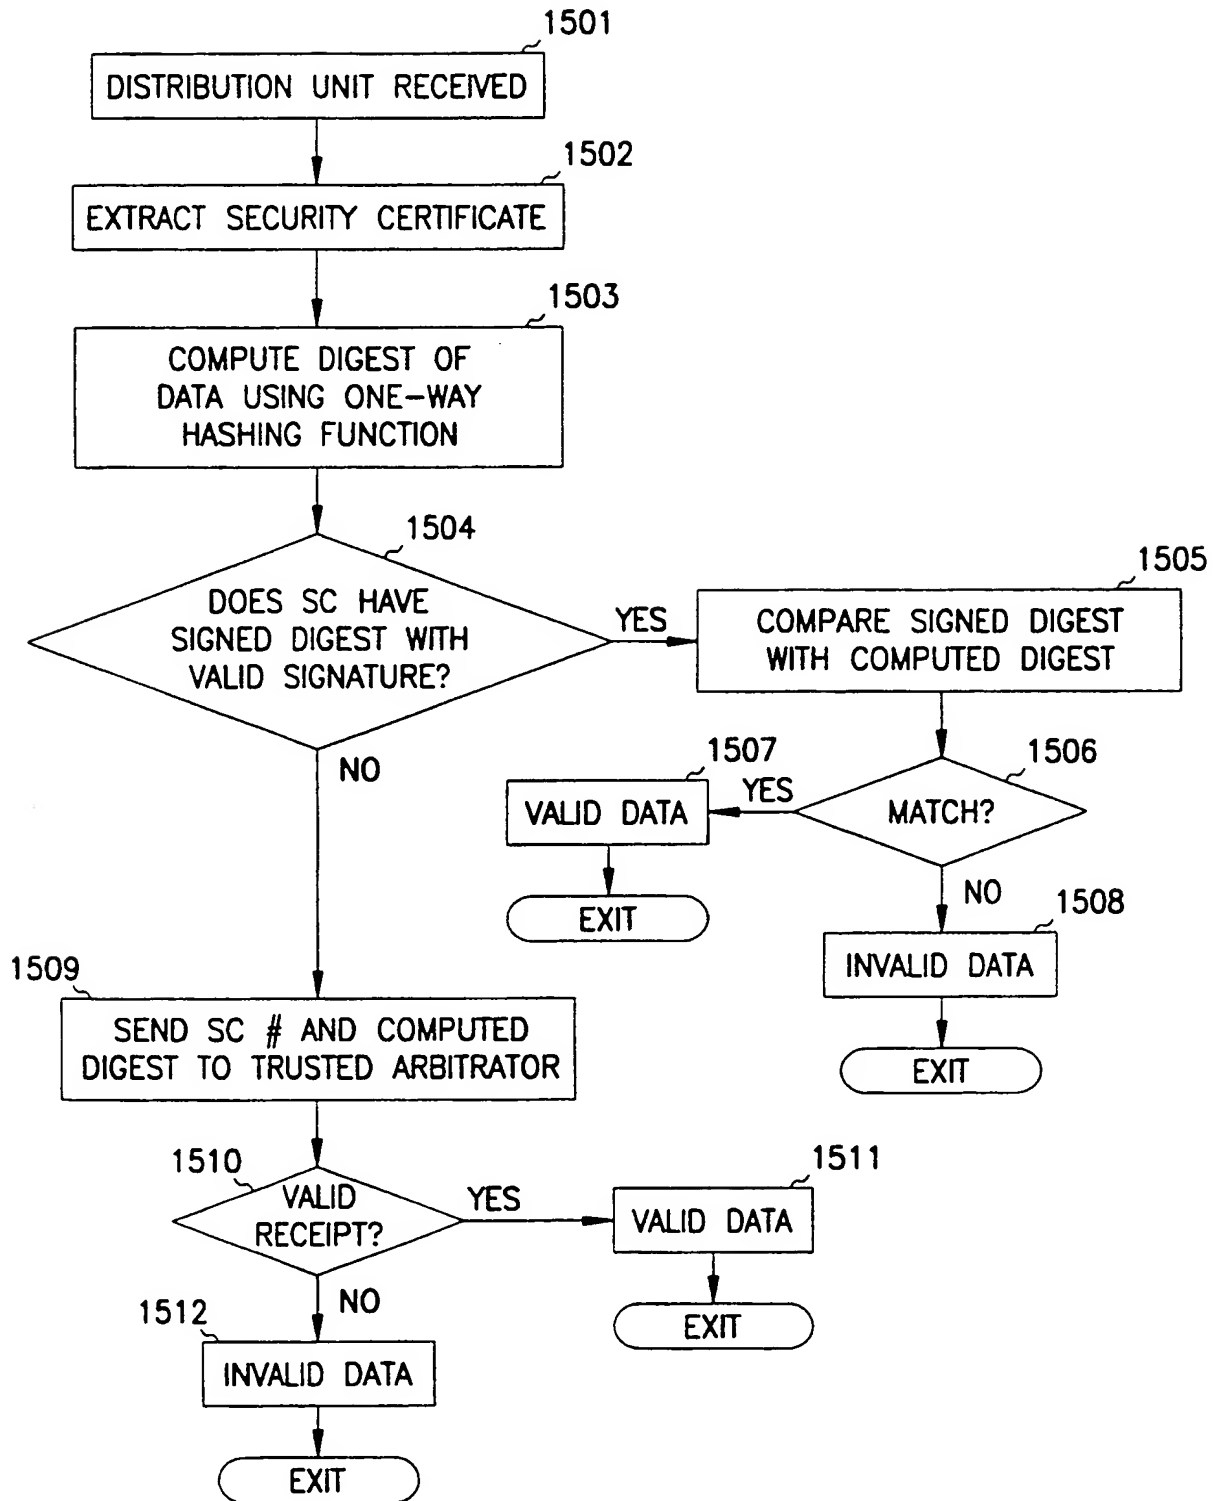 1501
DISTRIBUTION UNIT RECEIVED
1502
EXTRACT SECURITY CERTIFICATE
1503
COMPUTE DIGEST OF
DATA USING ONE-WAY
HASHING FUNCTION
1504
DOES SC HAVE
SIGNED DIGEST WITH
VALID SIGNATURE?
YES
1505
COMPARE SIGNED DIGEST
WITH COMPUTED DIGEST
NO
1506
MATCH?
YES
1507
VALID DATA
EXIT
NO
1508
INVALID DATA
EXIT
1509
SEND SC # AND COMPUTED
DIGEST TO TRUSTED ARBITRATOR
1510
VALID
RECEIPT?
YES
1511
VALID DATA
EXIT
NO
1512
INVALID DATA
EXIT